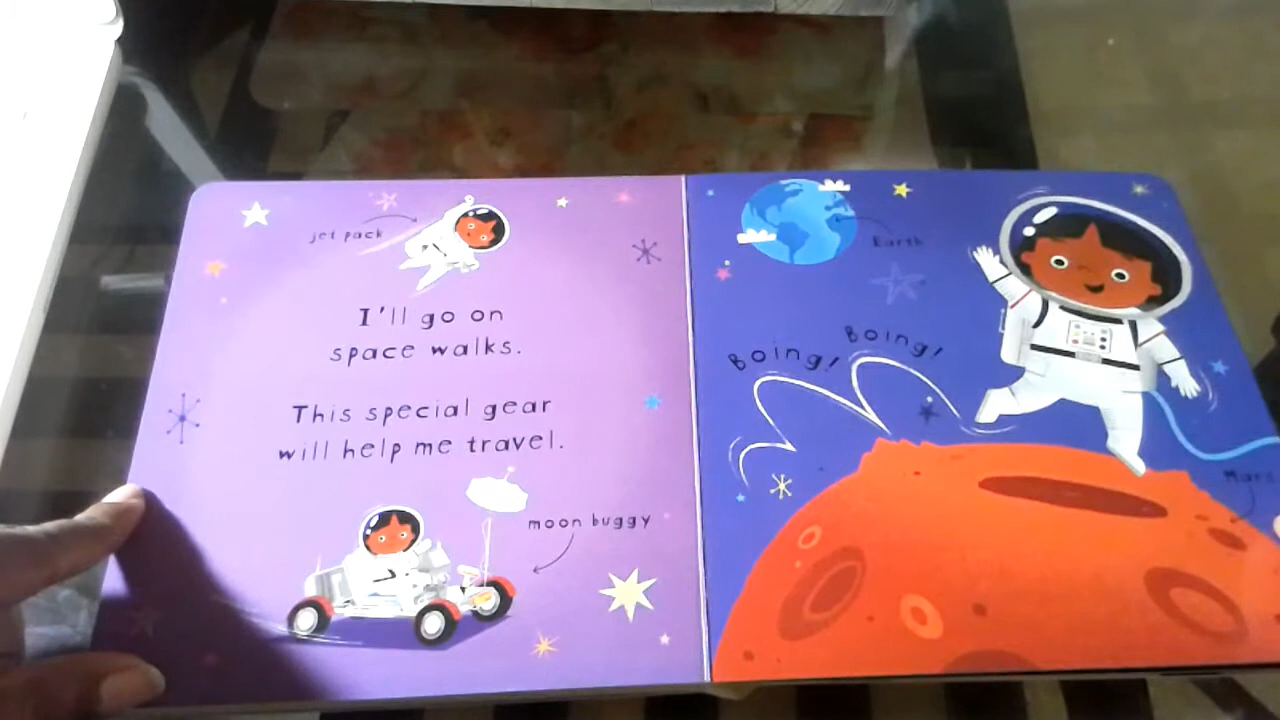 jet pack
I'll go on
space walks.
This special gear
will help me travel.
moon buggy
Earth
Boing! Boing!
Mars